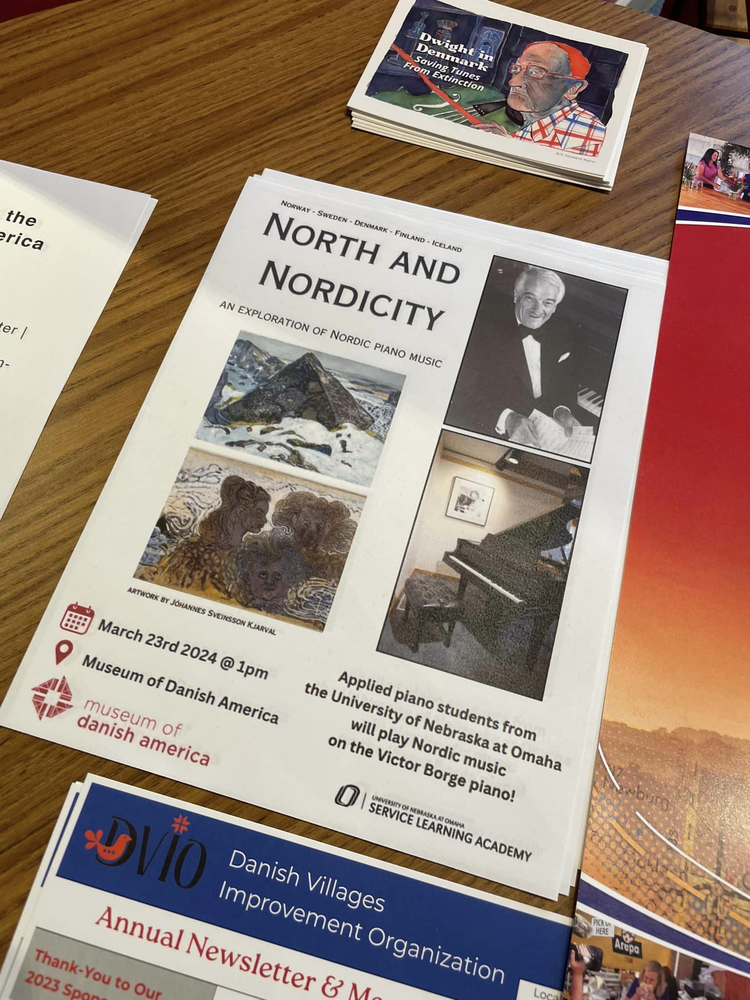 Dwight in
Denmark
Saving Tunes
From Extinction
Art: Howard Rains
the
erica
ter |
n-
Norway - Sweden - Denmark - Finland - Iceland
North and
Nordicity
an exploration of Nordic piano music
artwork by Jóhannes Sveinsson Kjarval
March 23rd 2024 @ 1pm
Museum of Danish America
museum of
danish america
Applied piano students from
the University of Nebraska at Omaha
will play Nordic music
on the Victor Borge piano!
UNIVERSITY OF NEBRASKA AT OMAHA
SERVICE LEARNING ACADEMY
DVIO
Danish Villages
Improvement Organization
Annual Newsletter & Me
Thank-You to Our
2023 Spons
Loca
Newburg
PICK UP
HERE
Arepa